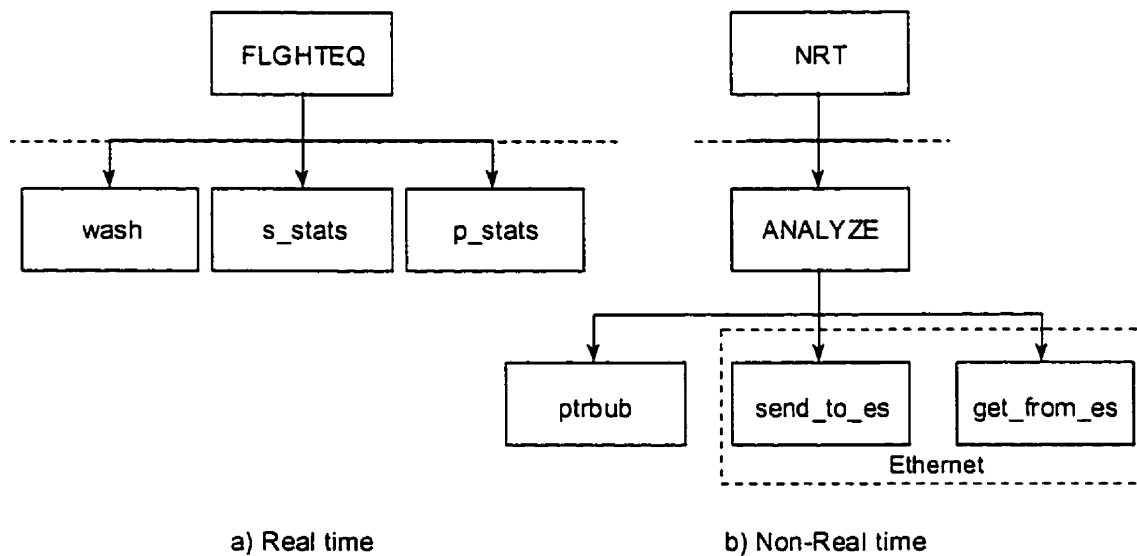 FLGHTEQ
NRT
wash
s_stats
p_stats
ANALYZE
ptrbub
send_to_es
get_from_es
Ethernet
a) Real time
b) Non-Real time